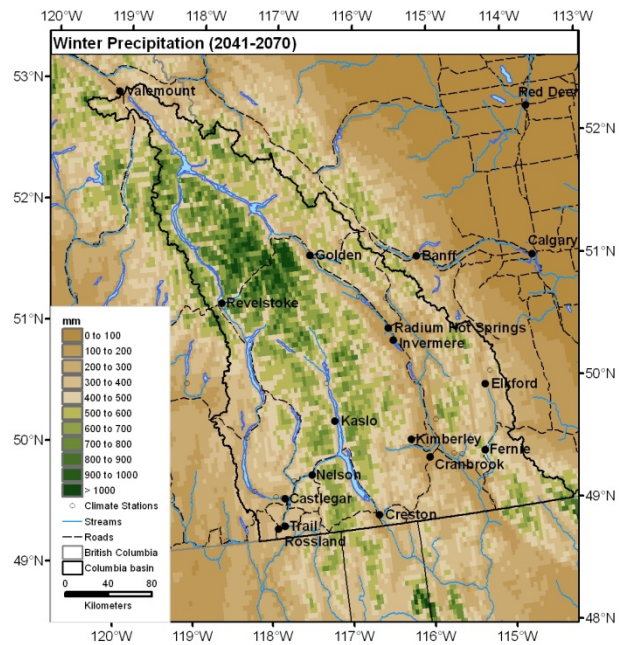 119°W 118°W 117°W 116°W 115°W 114°W 113°W
Winter Precipitation (2041-2070)
53°N
52°N
51°N
50°N
49°N
52°N
51°N
50°N
49°N
48°N
Valemount
Red Deer
Calgary
Golden
Banff
Revelstoke
Radium Hot Springs
Invermere
Elkford
Kaslo
Kimberley
Fernie
Cranbrook
Nelson
Castlegar
Creston
Trail
Rossland
mm
0 to 100
100 to 200
200 to 300
300 to 400
400 to 500
500 to 600
600 to 700
700 to 800
800 to 900
900 to 1000
> 1000
Climate Stations
Streams
Roads
British Columbia
Columbia basin
0 40 80
Kilometers
120°W 119°W 118°W 117°W 116°W 115°W 114°W